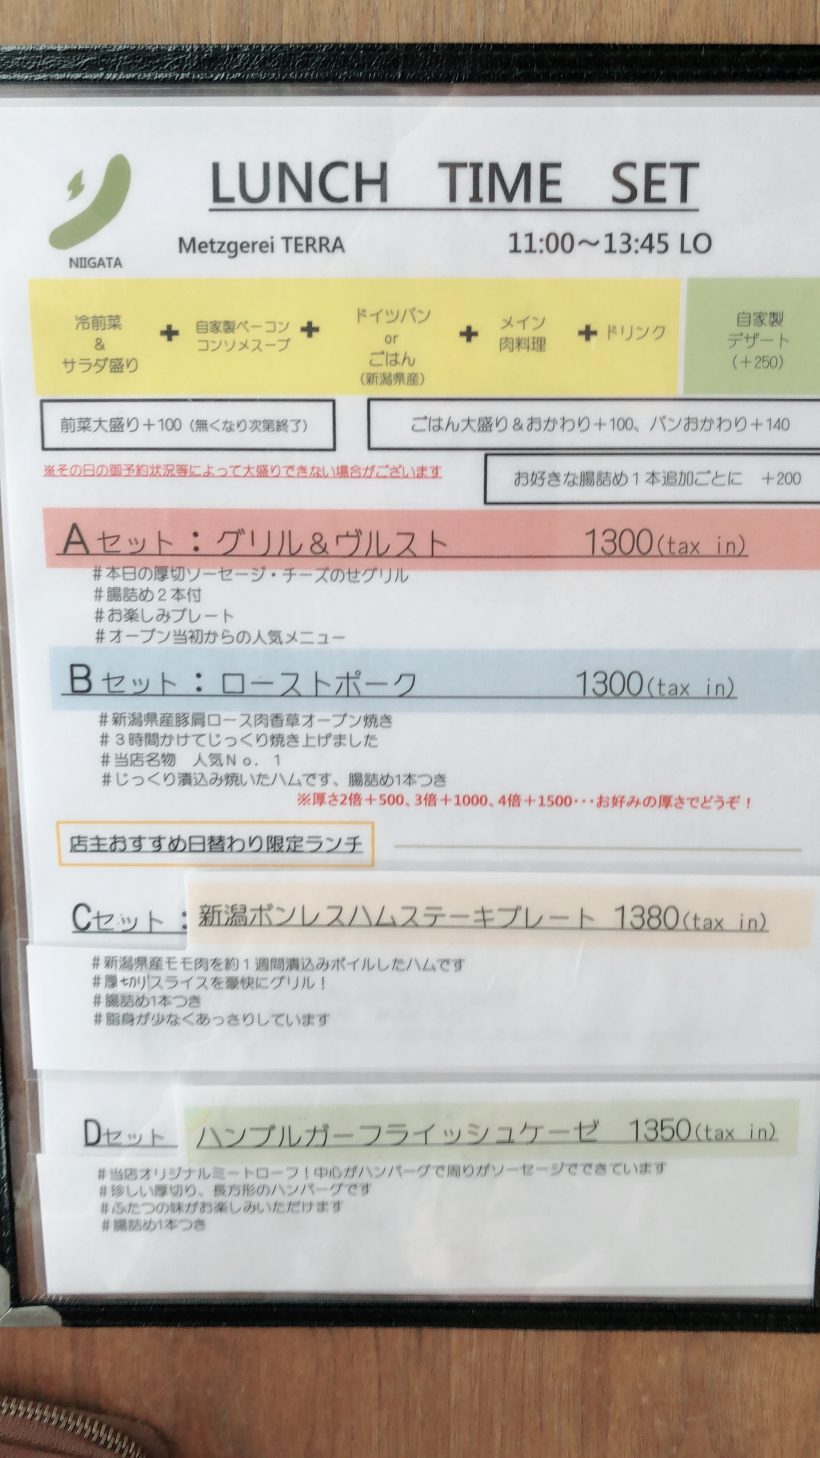 LUNCH TIME SET
NIIGATA
Metzgerei TERRA 11:00～13:45 LO
冷前菜
&
サラダ盛り
+
自家製ベーコン
コンソメスープ
+
ドイツパン
or
ごはん
(新潟県産)
+
メイン
肉料理
+
ドリンク
自家製
デザート
(+250)
前菜大盛り+100 (無くなり次第終了)
ごはん大盛り&おかわり+100、パンおかわり+140
※その日の御予約状況等によって大盛りできない場合がございます
お好きな腸詰め1本追加ごとに +200
Aセット:グリル&ヴルスト 1300(tax in)
#本日の厚切ソーセージ・チーズのせグリル
#腸詰め2本付
#お楽しみプレート
#オープン当初からの人気メニュー
Bセット:ローストポーク 1300(tax in)
#新潟県産豚肩ロース肉香草オーブン焼き
#3時間かけてじっくり焼き上げました
#当店名物 人気No. 1
#じっくり漬込み焼いたハムです、腸詰め1本つき
※厚さ2倍+500、3倍+1000、4倍+1500・・・お好みの厚さでどうぞ!
店主おすすめ日替わり限定ランチ
Cセット:新潟ボンレスハムステーキプレート 1380(tax in)
#新潟県産モモ肉を約1週間漬込みボイルしたハムです
#厚切りスライスを豪快にグリル!
#腸詰め1本つき
#脂身が少なくあっさりしています
Dセット ハンブルガーフライッシュケーゼ 1350(tax in)
#当店オリジナルミートローフ!中心がハンバーグで周りがソーセージでできています
#珍しい厚切り、長方形のハンバーグです
#ふたつの味がお楽しみいただけます
#腸詰め1本つき